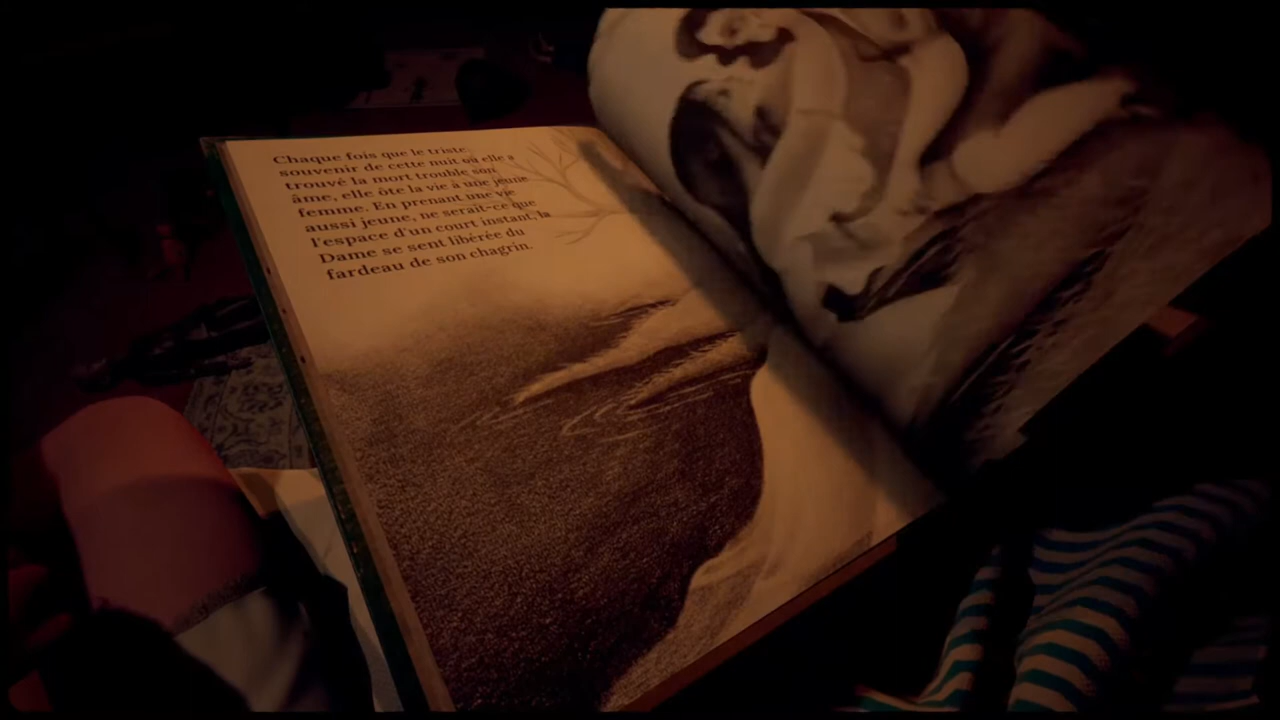 Chaque fois que le triste
souvenir de cette nuit où elle a
trouvé la mort trouble son
âme, elle ôte la vie à une jeune
femme. En prenant une vie
aussi jeune, ne serait-ce que
l'espace d'un court instant, la
Dame se sent libérée du
fardeau de son chagrin.